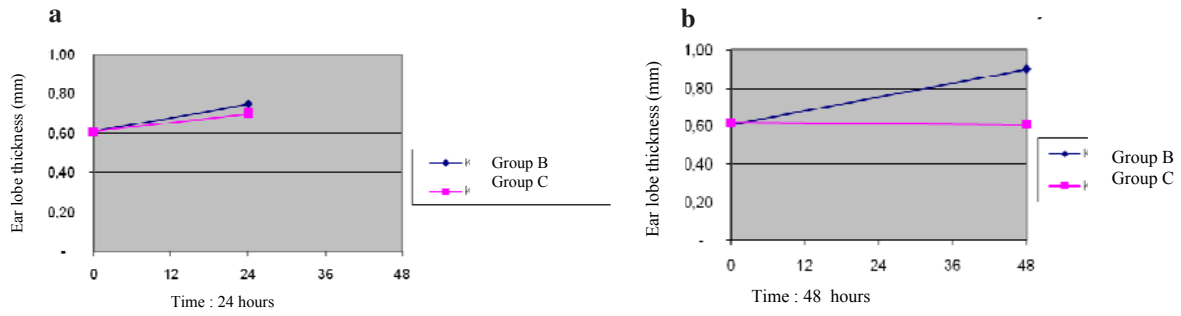 a
Ear lobe thickness (mm)
1,00
0,80
0,60
0,40
0,20
-
0 12 24 36 48
Time : 24 hours
Group B
Group C
b
Ear lobe thickness (mm)
1,00
0,80
0,60
0,40
0,20
-
0 12 24 36 48
Time : 48 hours
Group B
Group C